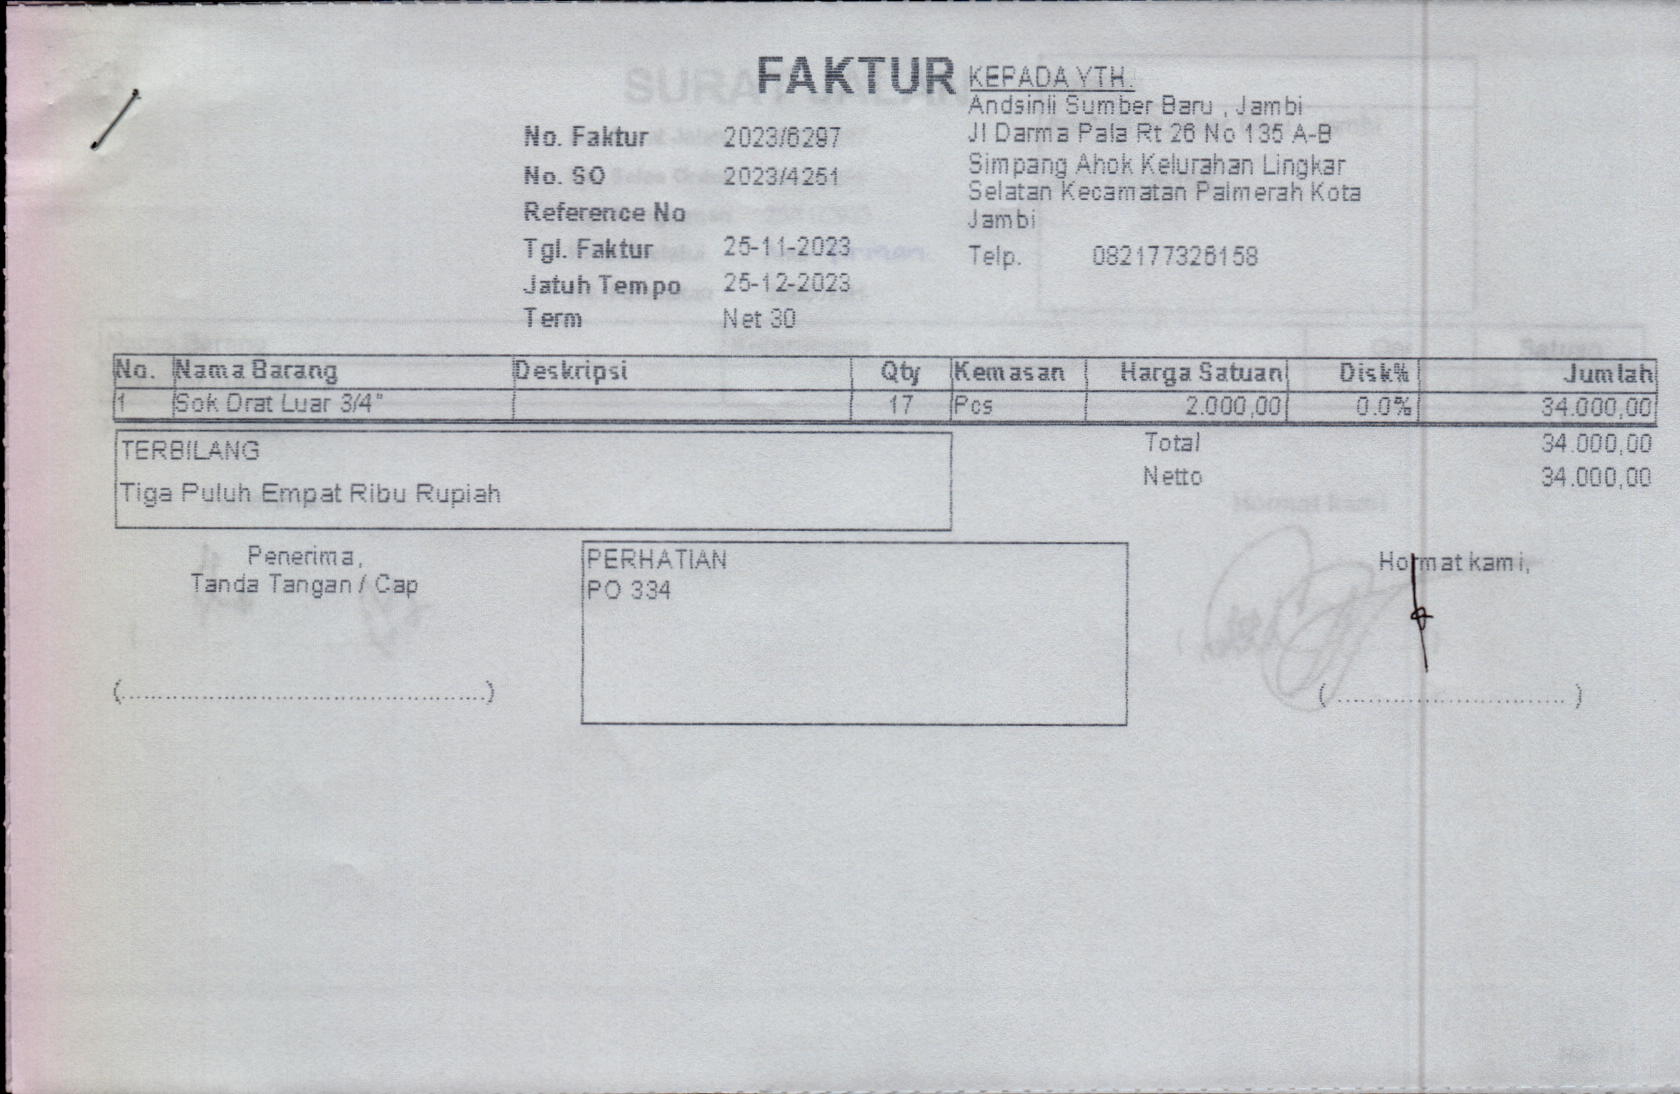 FAKTUR
KEPADA YTH.
Andsinli Sumber Baru , Jambi
Jl Darma Pala Rt 26 No 135 A-B
Simpang Ahok Kelurahan Lingkar
Selatan Kecamatan Palmerah Kota
Jambi
Telp. 082177326158
No. Faktur 2023/6297
No. SO 2023/4251
Reference No
Tgl. Faktur 25-11-2023
Jatuh Tempo 25-12-2023
Term Net 30
No. Nama Barang Deskripsi Qty Kemasan Harga Satuan Disk% Jumlah
1 Sok Drat Luar 3/4" 17 Pcs 2.000,00 0.0% 34.000,00
TERBILANG
Tiga Puluh Empat Ribu Rupiah
Total 34.000,00
Netto 34.000,00
Penerima,
Tanda Tangan / Cap
(..........................................)
PERHATIAN
PO 334
Hormat kami,
( ............................ )